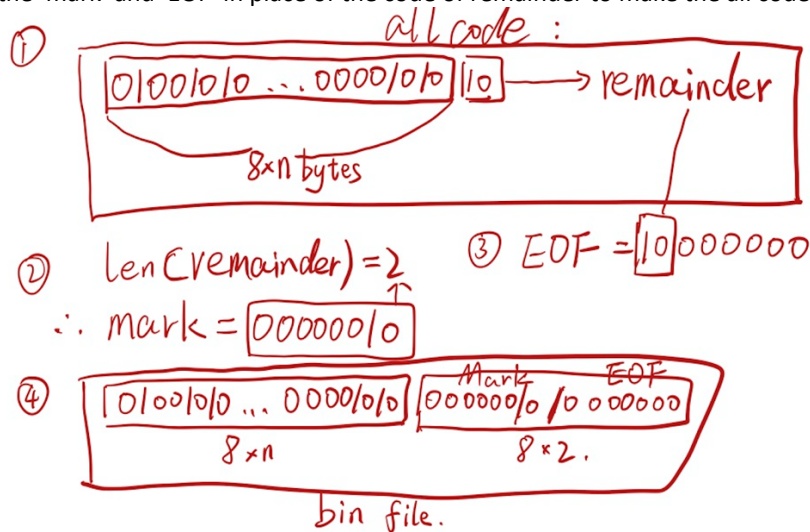 the 'mark' and 'EOF' in place of the code of remainder to make the all code
① all code :
01001010 ... 00001010 10 → remainder
8×n bytes
② len(remainder)=2
∴ mark = 00000010
③ EOF = 10000000
④ Mark EOF
01001010 ... 00001010 00000010 10000000
8×n 8×2.
bin file.